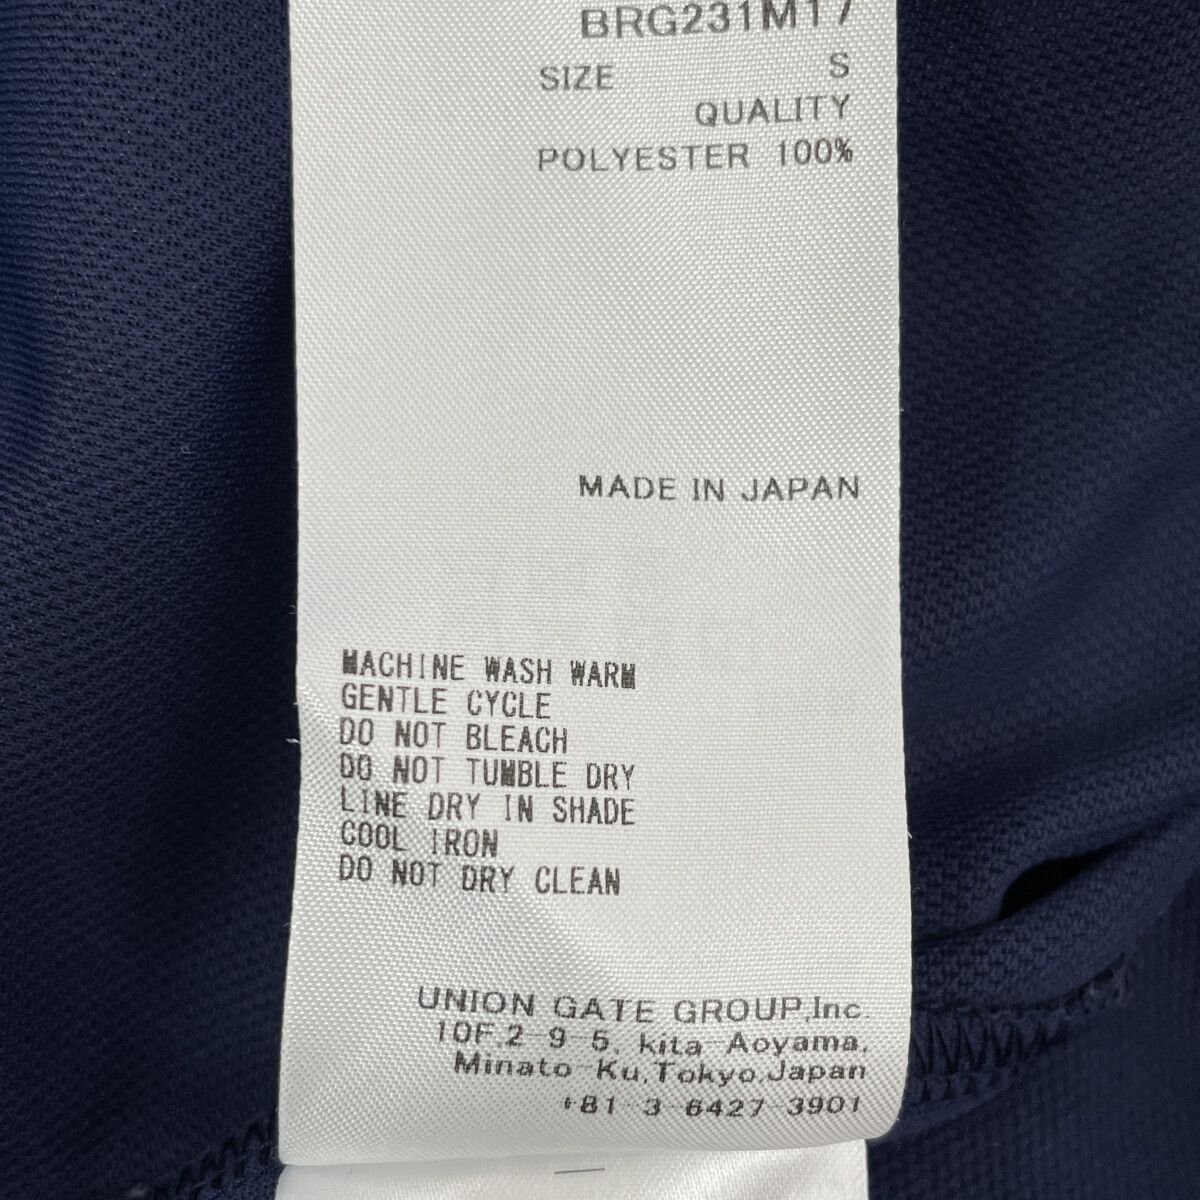 BRG231M17
SIZE S
QUALITY
POLYESTER 100%
MADE IN JAPAN
MACHINE WASH WARM
GENTLE CYCLE
DO NOT BLEACH
DO NOT TUMBLE DRY
LINE DRY IN SHADE
COOL IRON
DO NOT DRY CLEAN
UNION GATE GROUP,Inc.
10F,2-9-5, kita-Aoyama,
Minato-Ku,Tokyo,Japan
+81-3-6427-3901